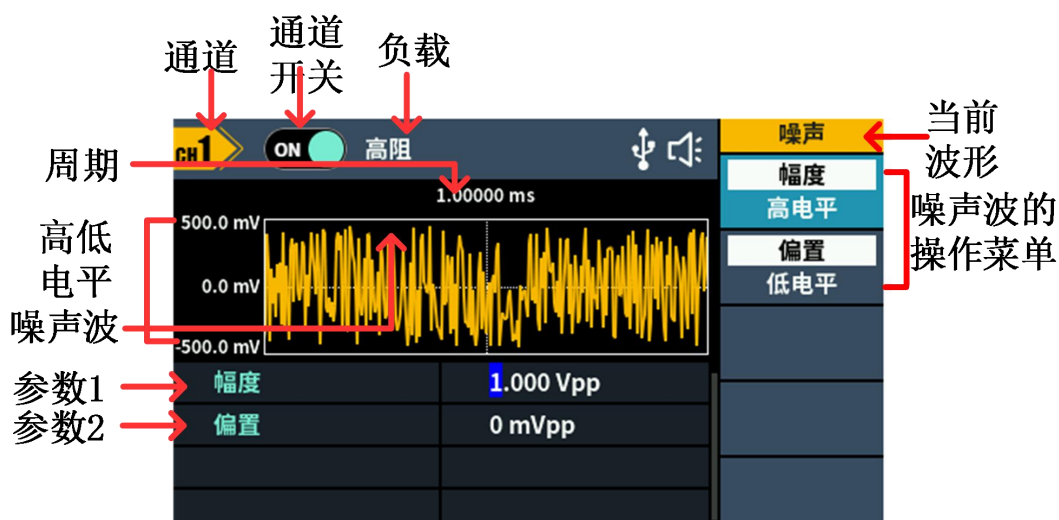 通道
通道
开关
负载
当前
波形
CH1
ON
高阻
噪声
周期
1.00000 ms
幅度
高电平
噪声波的
操作菜单
高低
电平
500.0 mV
0.0 mV
-500.0 mV
偏置
低电平
噪声波
参数1
幅度
1.000 Vpp
参数2
偏置
0 mVpp